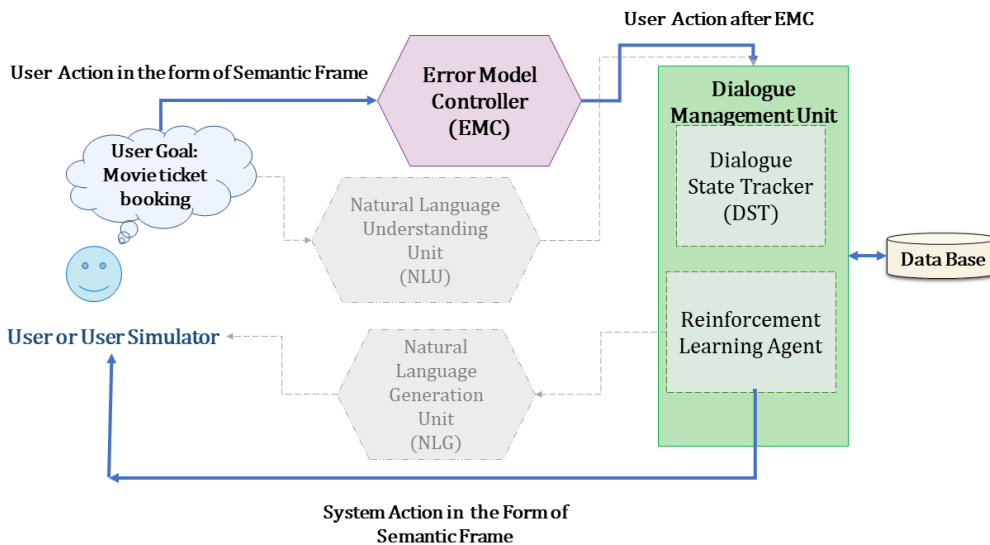 User Action after EMC
User Action in the form of Semantic Frame
Error Model
Controller
(EMC)
Dialogue
Management Unit
User Goal:
Movie ticket
booking
Dialogue
State Tracker
(DST)
Natural Language
Understanding
Unit
(NLU)
Data Base
User or User Simulator
Natural
Language
Generation
Unit
(NLG)
Reinforcement
Learning Agent
System Action in the Form of
Semantic Frame